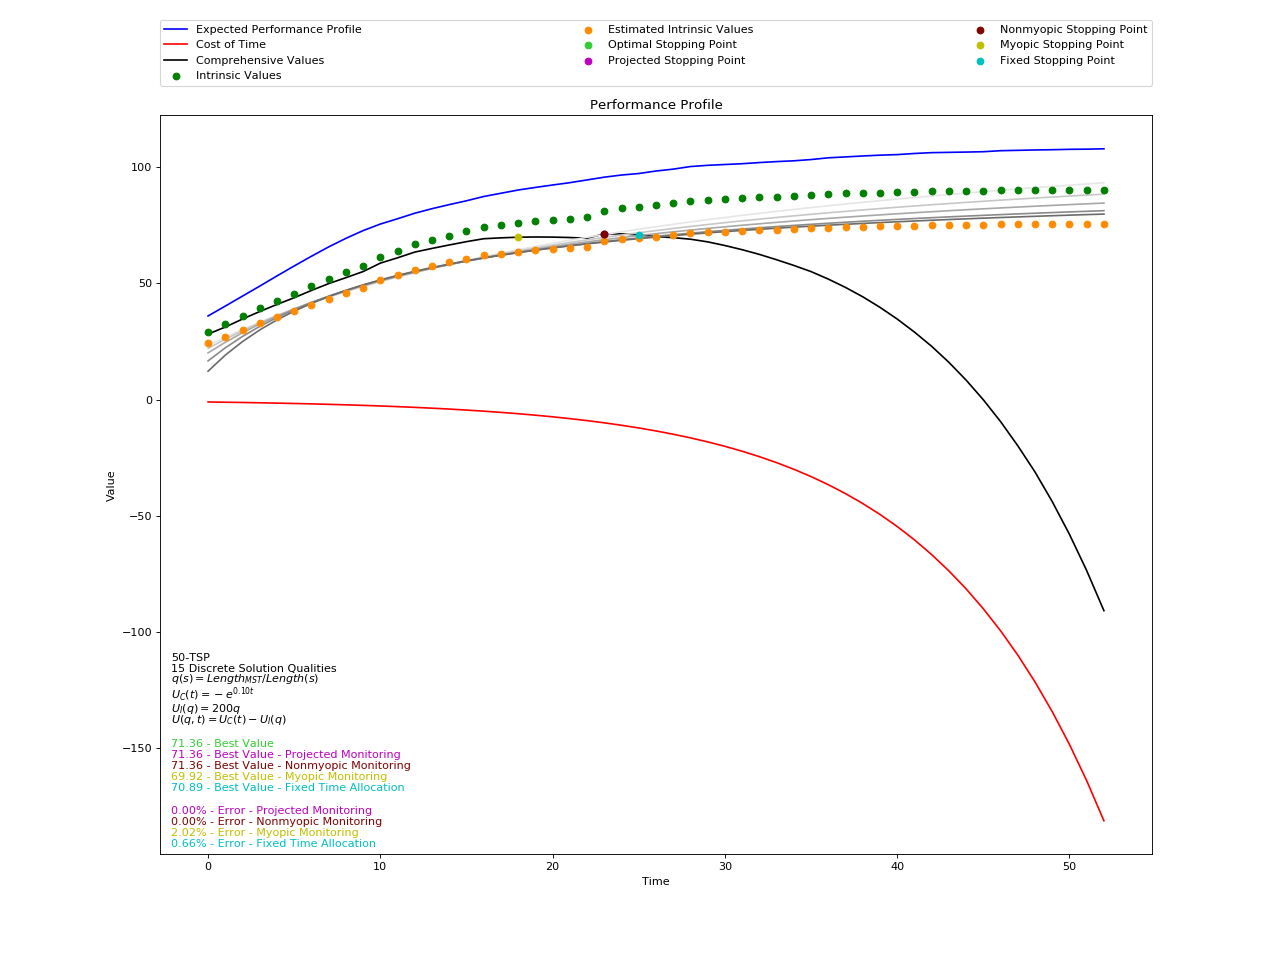 Expected Performance Profile
Cost of Time
Comprehensive Values
Intrinsic Values
Estimated Intrinsic Values
Optimal Stopping Point
Projected Stopping Point
Nonmyopic Stopping Point
Myopic Stopping Point
Fixed Stopping Point
Performance Profile
Value
100
50
0
−50
−100
−150
50-TSP
15 Discrete Solution Qualities
q(s) = Length_{MST}/Length(s)
U_C(t) = −e^{0.10t}
U_I(q) = 200q
U(q, t) = U_C(t) − U_I(q)
71.36 - Best Value
71.36 - Best Value - Projected Monitoring
71.36 - Best Value - Nonmyopic Monitoring
69.92 - Best Value - Myopic Monitoring
70.89 - Best Value - Fixed Time Allocation
0.00% - Error - Projected Monitoring
0.00% - Error - Nonmyopic Monitoring
2.02% - Error - Myopic Monitoring
0.66% - Error - Fixed Time Allocation
0 10 20 30 40 50
Time